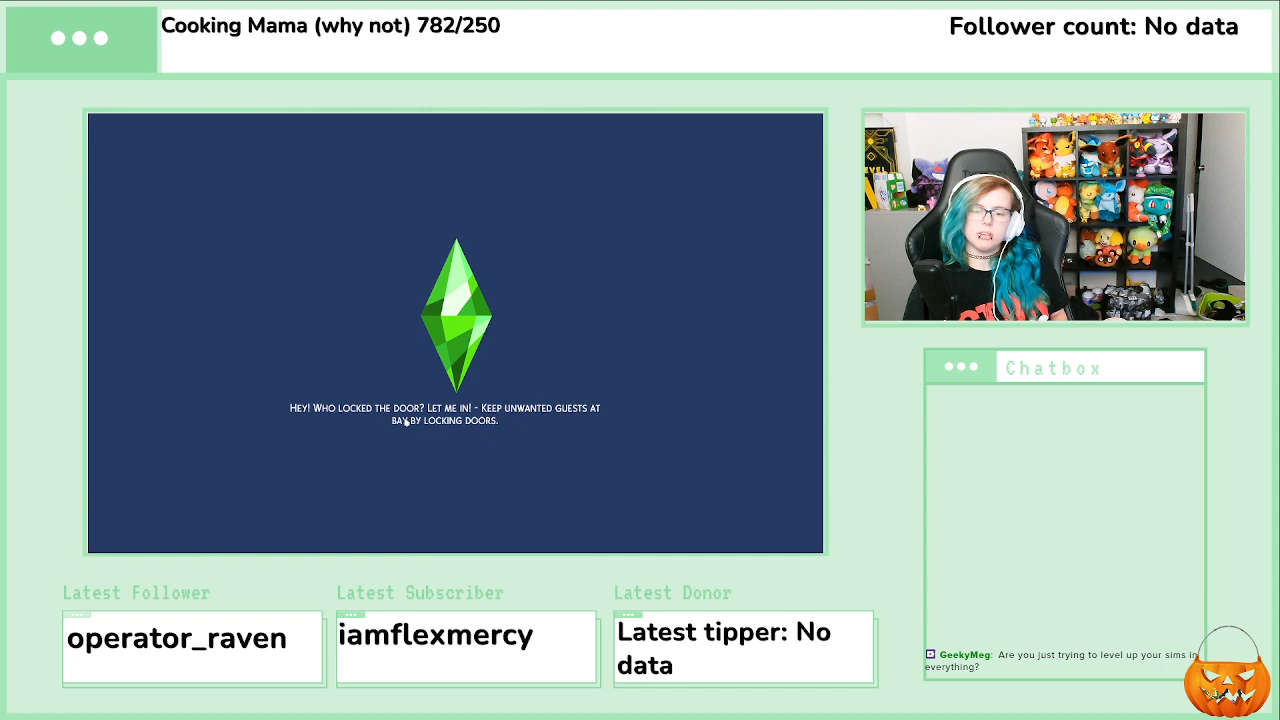 Cooking Mama (why not) 782/250
Follower count: No data
Chatbox
HEY! WHO LOCKED THE DOOR? LET ME IN! - KEEP UNWANTED GUESTS AT
BAY BY LOCKING DOORS.
Latest Follower
Latest Subscriber
Latest Donor
operator_raven
iamflexmercy
Latest tipper: No
data
GeekyMeg: Are you just trying to level up your sims in
everything?